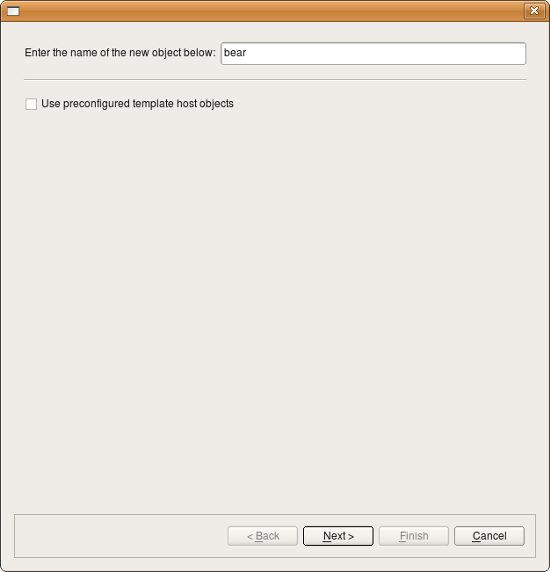 Enter the name of the new object below: bear
Use preconfigured template host objects
< Back Next > Finish Cancel